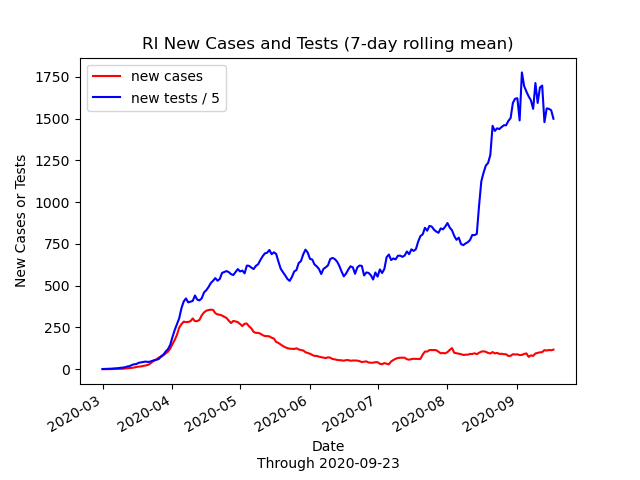 RI New Cases and Tests (7-day rolling mean)
new cases
new tests / 5
New Cases or Tests
1750
1500
1250
1000
750
500
250
0
2020-03
2020-04
2020-05
2020-06
2020-07
2020-08
2020-09
Date
Through 2020-09-23